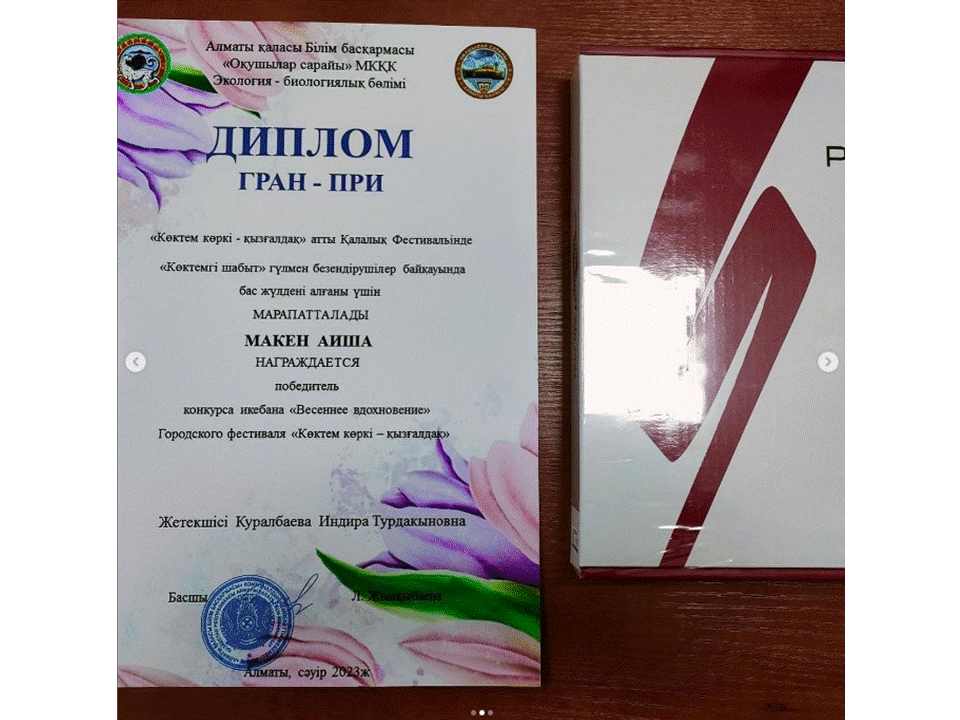 Алматы қаласы Білім басқармасы
«Оқушылар сарайы» МКҚК
Экология - биологиялық бөлімі
ДИПЛОМ
ГРАН - ПРИ
«Көктем көркі - қызғалдақ» атты Қалалық Фестивальінде
«Көктемгі шабыт» гүлмен безендірушілер байқауында
бас жүлдені алғаны үшін
МАРАПАТТАЛАДЫ
МАКЕН АИША
НАГРАЖДАЕТСЯ
победитель
конкурса икебана «Весеннее вдохновение»
Городского фестиваля «Көктем көркі – қызғалдақ»
Жетекшісі Куралбаева Индира Турдакыновна
Басшы Л.
Алматы, сәуір 2023ж
P